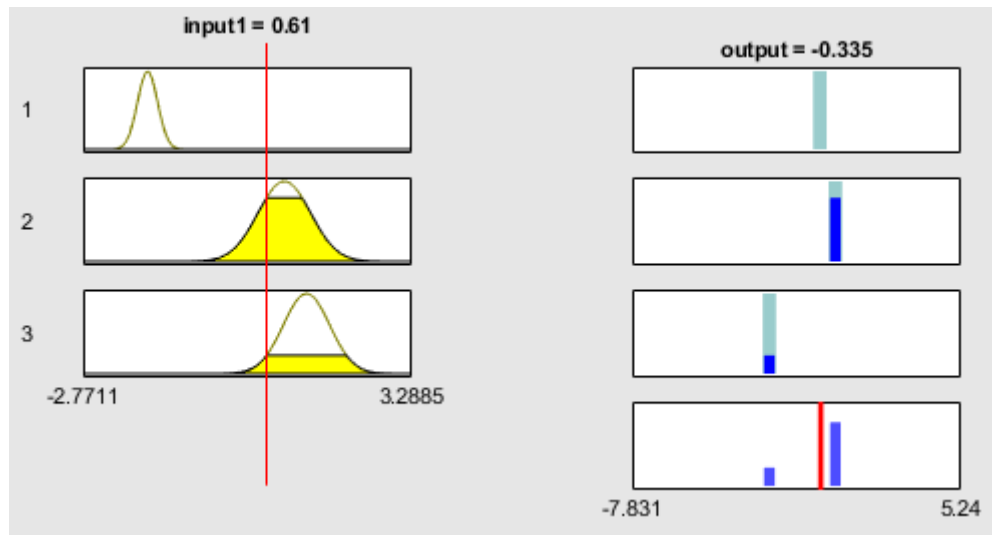 input1 = 0.61
output = -0.335
1
2
3
-2.7711 3.2885
-7.831 5.24